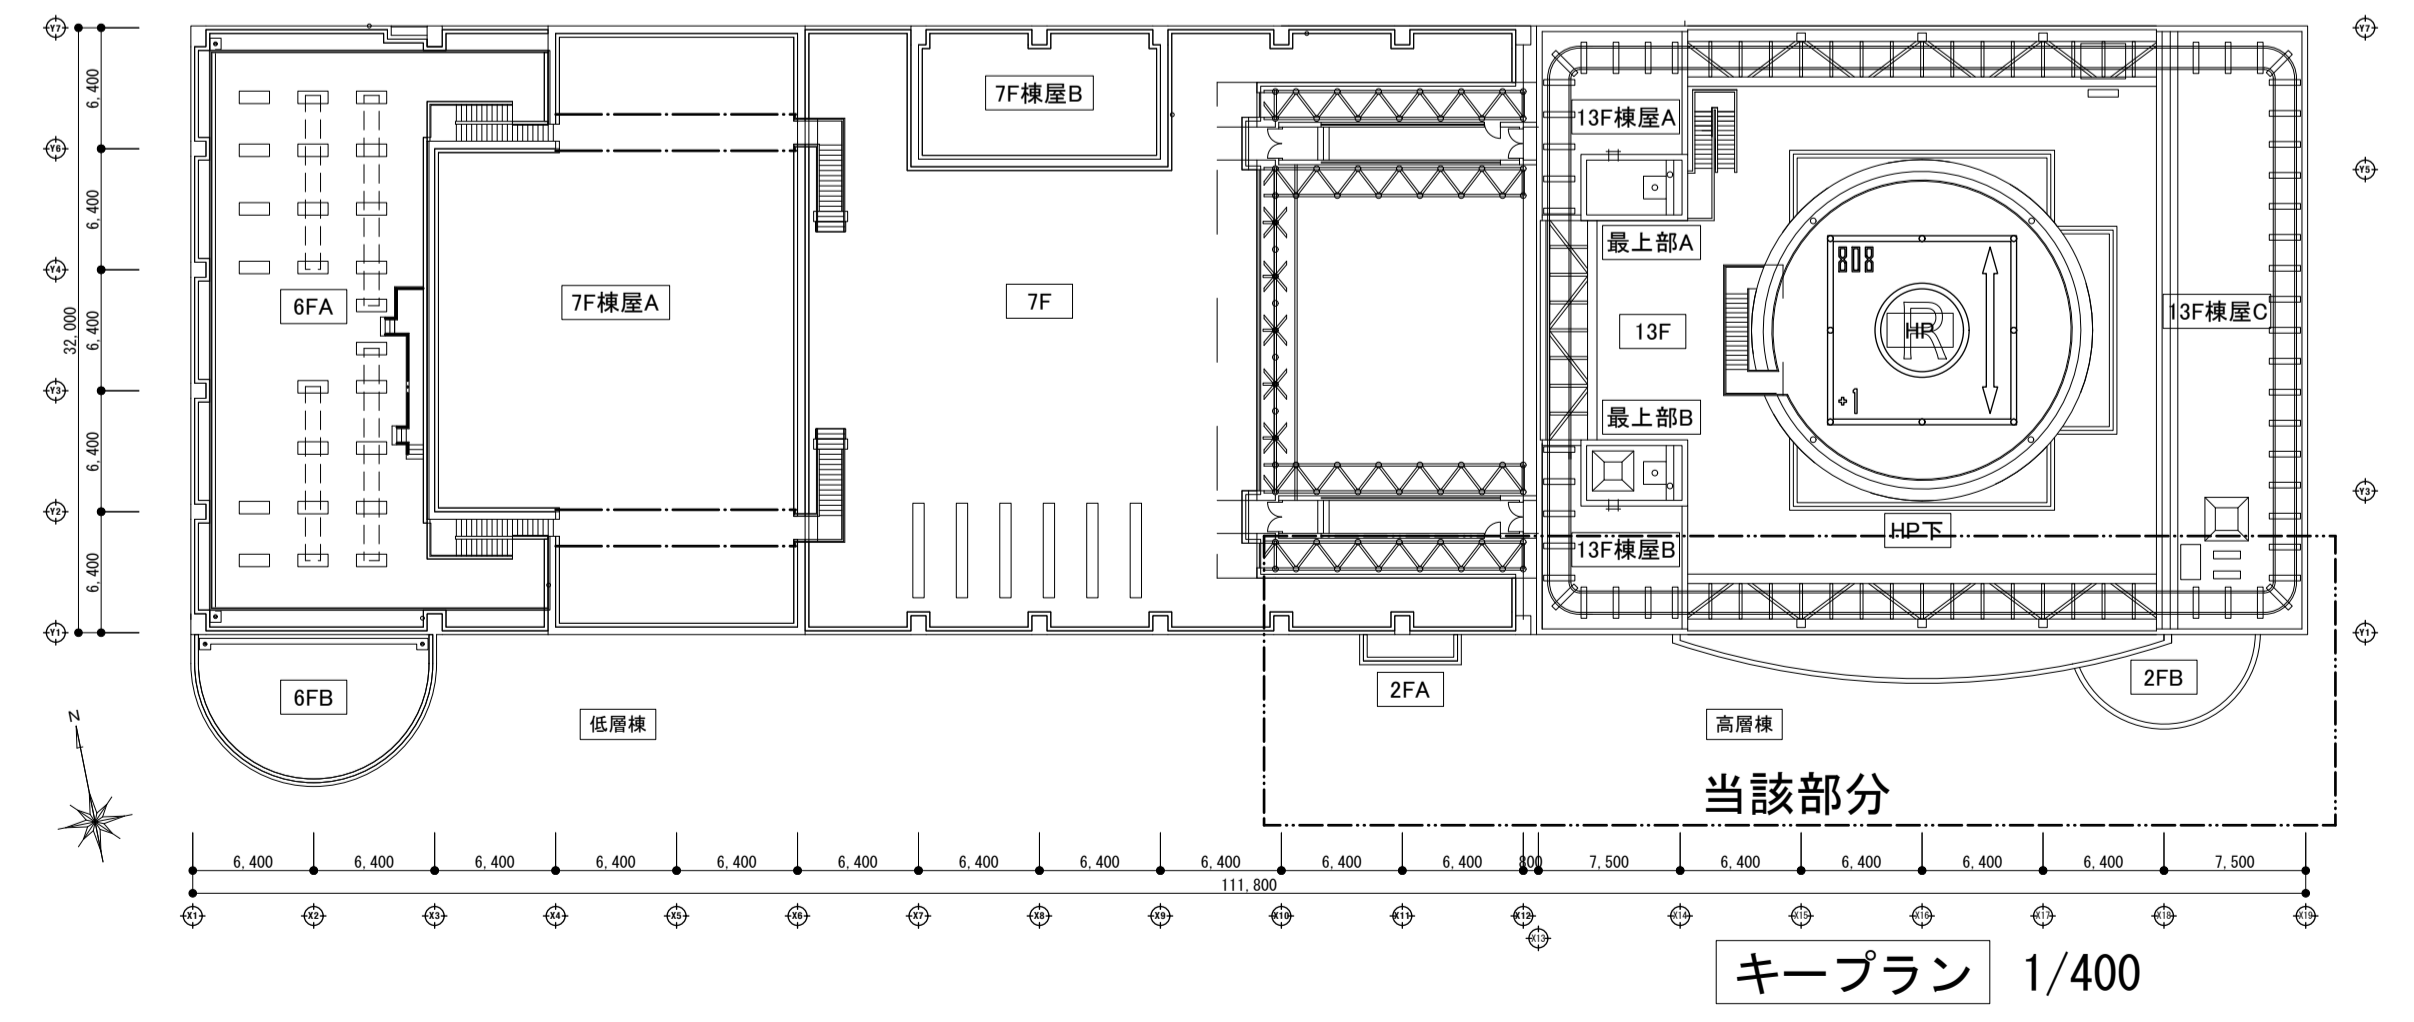 Y7
Y7
6,400
7F棟屋B
13F棟屋A
Y6
Y5
6,400
最上部A
808
Y4
6FA
7F棟屋A
7F
13F
HP
R
13F棟屋C
32,000
6,400
Y3
最上部B
1
6,400
Y2
Y3
HP下
13F棟屋B
6,400
Y1
Y1
6FB
2FA
2FB
低層棟
高層棟
N
当該部分
6,400 6,400 6,400 6,400 6,400 6,400 6,400 6,400 6,400 6,400 6,400 800 7,500 6,400 6,400 6,400 6,400 7,500
111,800
X1 X2 X3 X4 X5 X6 X7 X8 X9 X10 X11 X12 X14 X15 X16 X17 X18 X19
X13
キープラン 1/400